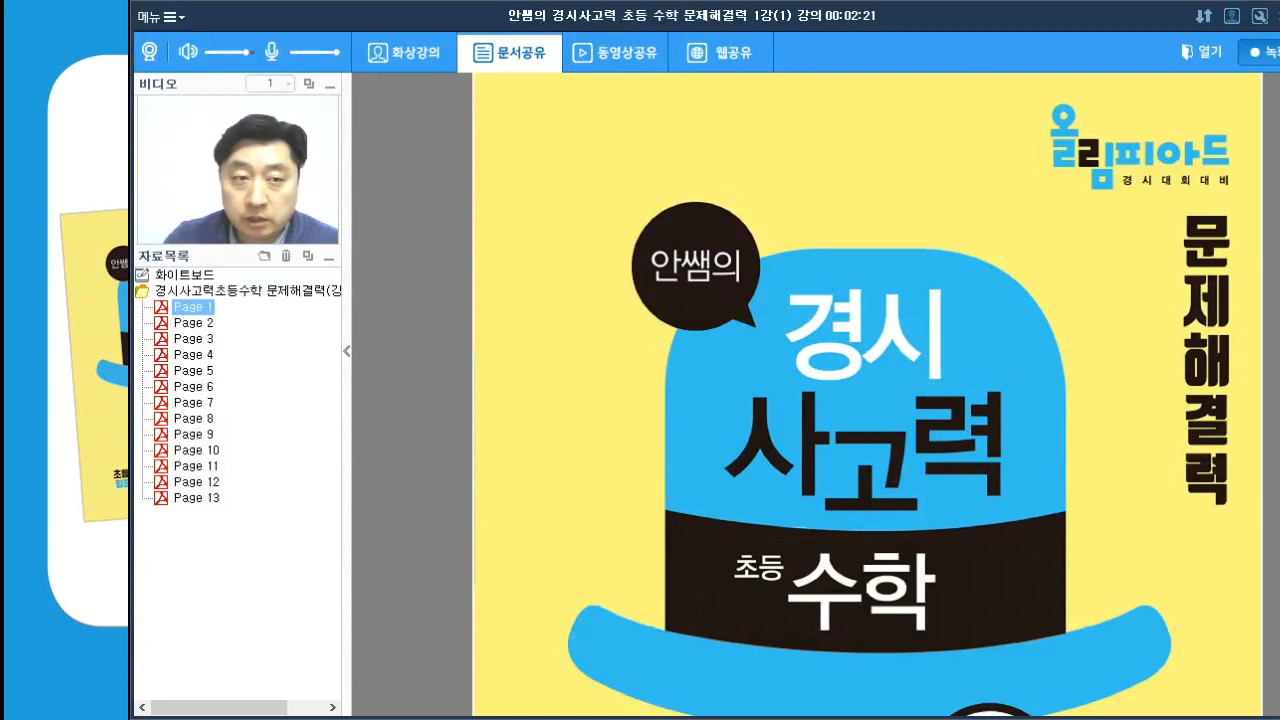 메뉴
안쌤의 경시사고력 초등 수학 문제해결력 1강(1) 강의 00:02:21
화상강의
문서공유
동영상공유
웹공유
열기
녹화
비디오
1
자료목록
화이트보드
경시사고력초등수학 문제해결력(강
Page 1
Page 2
Page 3
Page 4
Page 5
Page 6
Page 7
Page 8
Page 9
Page 10
Page 11
Page 12
Page 13
올림피아드
경시대회대비
문제해결력
안쌤의
경시
사고력
초등 수학